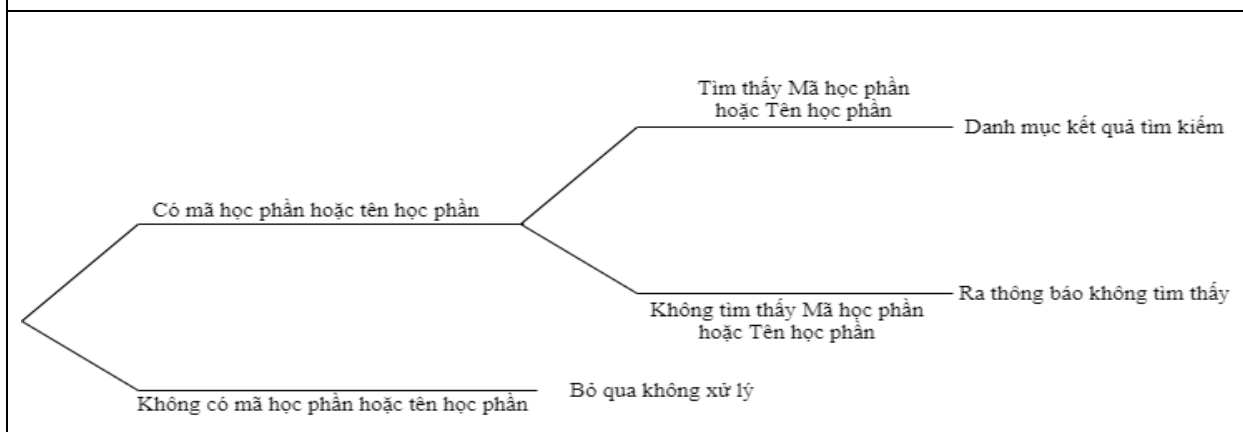 Tìm thấy Mã học phần
hoặc Tên học phần
Danh mục kết quả tìm kiếm
Có mã học phần hoặc tên học phần
Ra thông báo không tìm thấy
Không tìm thấy Mã học phần
hoặc Tên học phần
Bỏ qua không xử lý
Không có mã học phần hoặc tên học phần